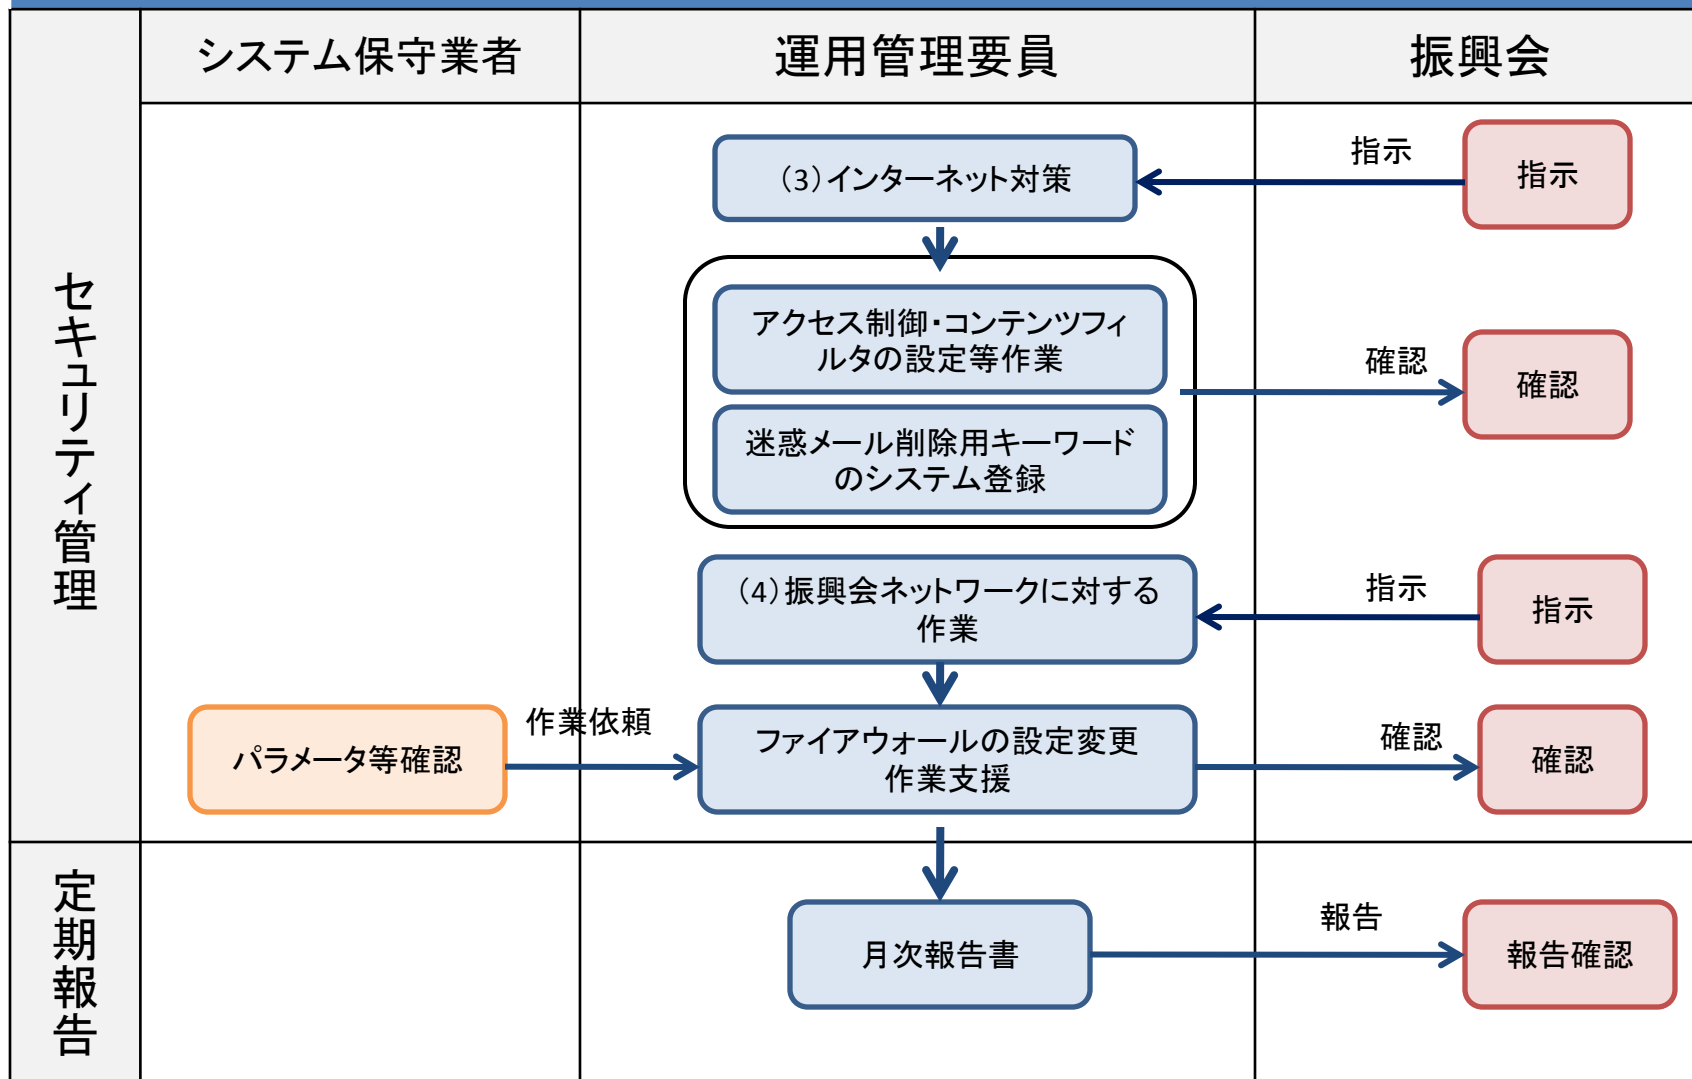 システム保守業者
運用管理要員
振興会
セキュリティ管理
(3)インターネット対策
指示
指示
アクセス制御・コンテンツフィ
ルタの設定等作業
確認
確認
迷惑メール削除用キーワード
のシステム登録
(4)振興会ネットワークに対する
作業
指示
指示
パラメータ等確認
作業依頼
ファイアウォールの設定変更
作業支援
確認
確認
定期報告
月次報告書
報告
報告確認